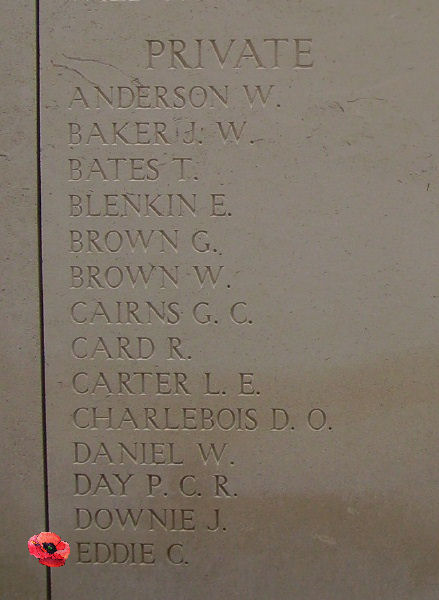 PRIVATE
ANDERSON W.
BAKER J. W.
BATES T.
BLENKIN E.
BROWN G.
BROWN W.
CAIRNS G. C.
CARD R.
CARTER L. E.
CHARLEBOIS D. O.
DANIEL W.
DAY P. C. R.
DOWNIE J.
EDDIE C.